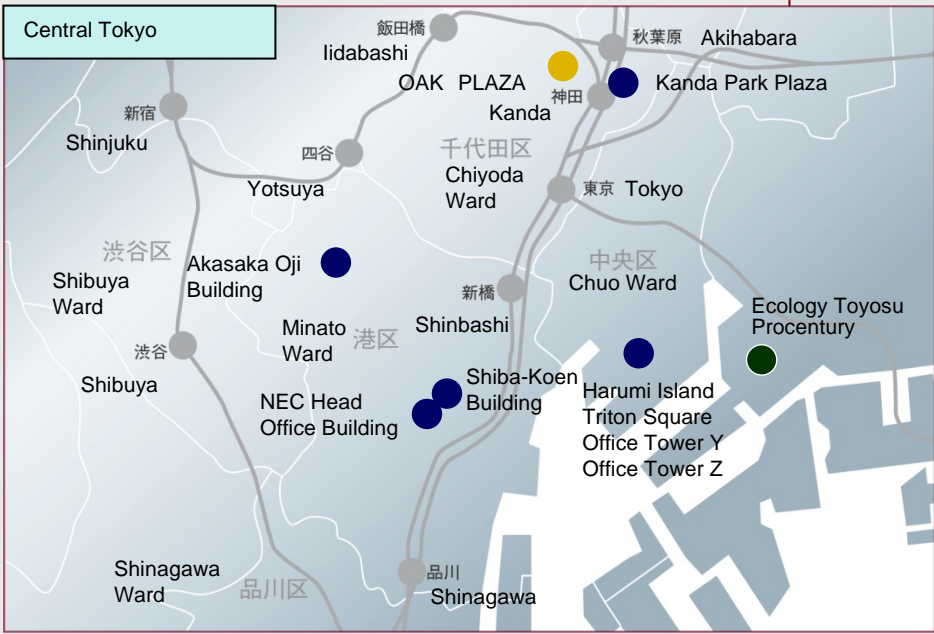 Central Tokyo
飯田橋
Iidabashi
秋葉原 Akihabara
OAK PLAZA
神田
Kanda
Kanda Park Plaza
新宿
Shinjuku
四谷
Yotsuya
千代田区
Chiyoda
Ward
東京 Tokyo
渋谷区
Shibuya
Ward
Akasaka Oji
Building
中央区
Chuo Ward
新橋
Shinbashi
Ecology Toyosu
Procentury
Minato
Ward
港区
渋谷
Shibuya
NEC Head
Office Building
Shiba-Koen
Building
Harumi Island
Triton Square
Office Tower Y
Office Tower Z
Shinagawa
Ward
品川区
品川
Shinagawa